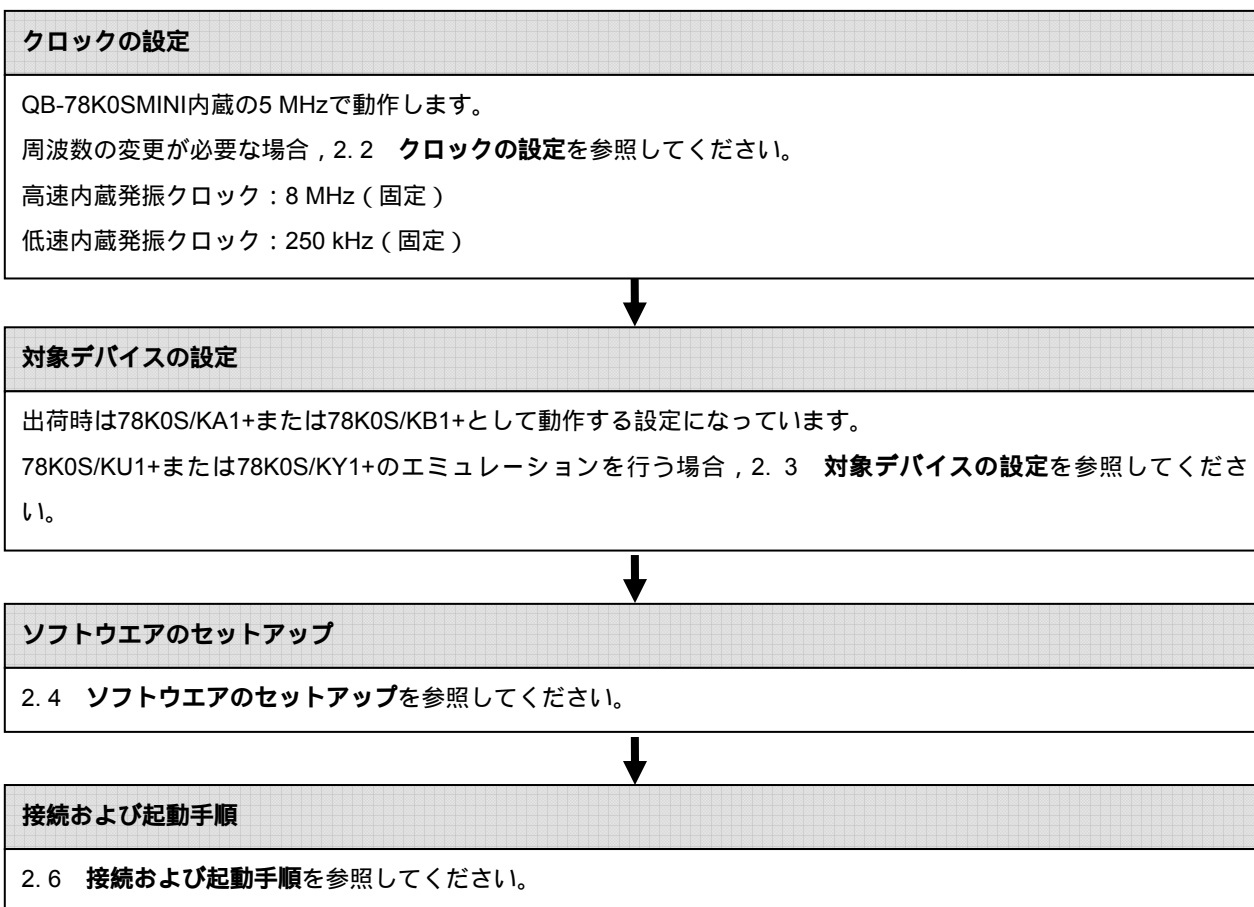 クロックの設定
QB-78K0SMINI内蔵の5 MHzで動作します。
周波数の変更が必要な場合，2. 2　クロックの設定を参照してください。
高速内蔵発振クロック：8 MHz（固定）
低速内蔵発振クロック：250 kHz（固定）
対象デバイスの設定
出荷時は78K0S/KA1+または78K0S/KB1+として動作する設定になっています。
78K0S/KU1+または78K0S/KY1+のエミュレーションを行う場合，2. 3　対象デバイスの設定を参照してくださ
い。
ソフトウエアのセットアップ
2. 4　ソフトウエアのセットアップを参照してください。
接続および起動手順
2. 6　接続および起動手順を参照してください。